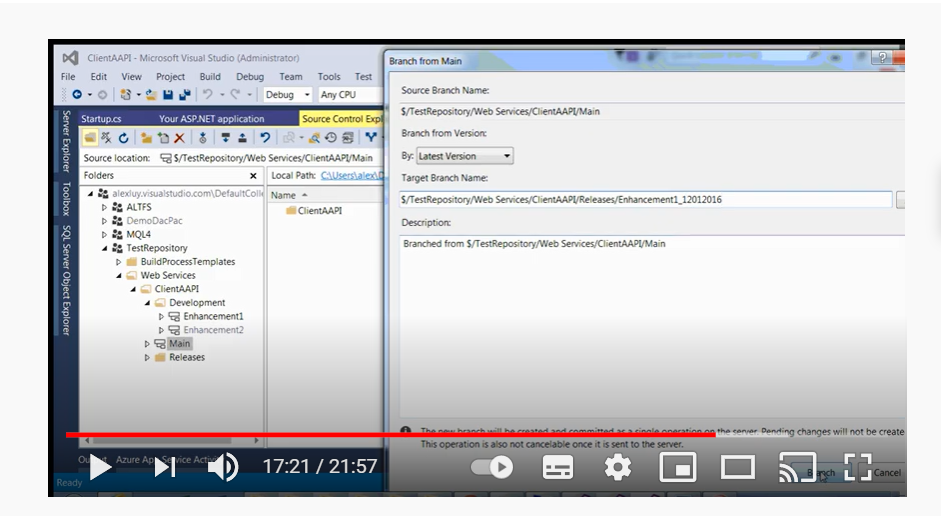 ClientAAPI - Microsoft Visual Studio (Administrator)
File Edit View Project Build Debug Team Tools Test
Debug Any CPU
Startup.cs Your ASP.NET application Source Control Expl
Source location: $/TestRepository/Web Services/ClientAAPI/Main
Folders
Local Path: C:\Users\alex\D
Name
ClientAAPI
alexluy.visualstudio.com\DefaultColle
ALTFS
DemoDacPac
MQL4
TestRepository
BuildProcessTemplates
Web Services
ClientAAPI
Development
Enhancement1
Enhancement2
Main
Releases
Server Explorer
Toolbox
SQL Server Object Explorer
Azure App Service Activ
Ready
Branch from Main
Source Branch Name:
$/TestRepository/Web Services/ClientAAPI/Main
Branch from Version:
By: Latest Version
Target Branch Name:
$/TestRepository/Web Services/ClientAAPI/Releases/Enhancement1_12012016
Description:
Branched from $/TestRepository/Web Services/ClientAAPI/Main
The new branch will be created and committed as a single operation on the server. Pending changes will not be create
This operation is also not cancelable once it is sent to the server.
Branch Cancel
17:21 / 21:57